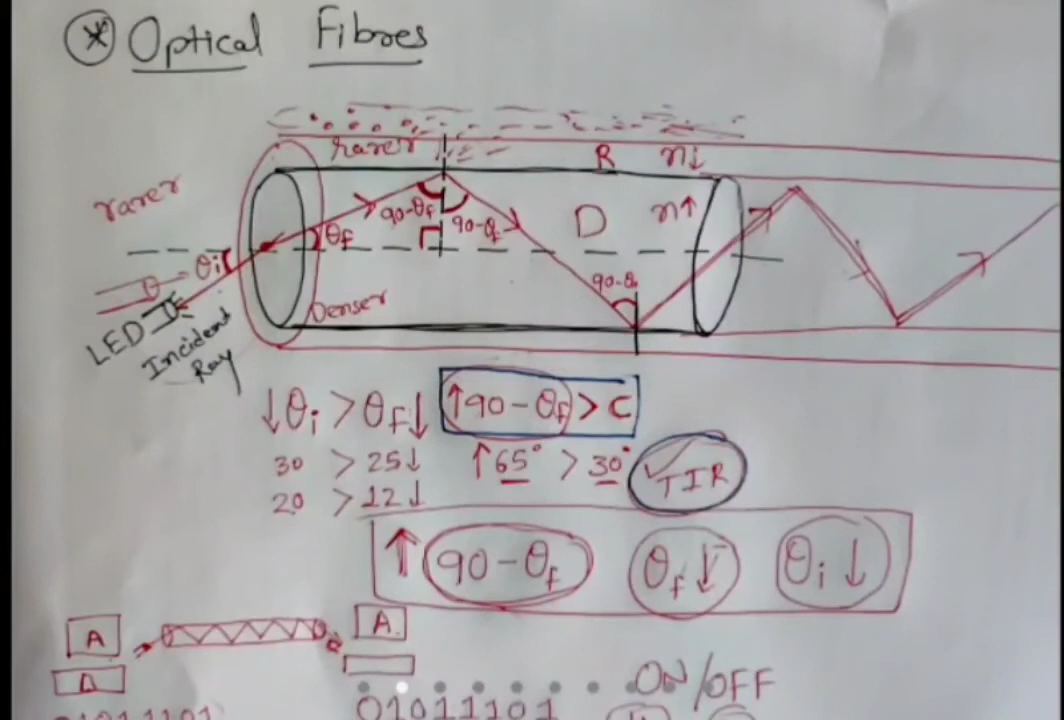 * Optical Fibres
rarer R n↓
rarer
90-θf 90-θf D n↑
θi θf
90-θ
Denser
LED
Incident
Ray
↓θi > θf↓ ↑90-θf > C
30 > 25↓ ↑65° > 30° ✓TIR
20 > 12↓
↑ 90-θf θf↓ θi↓
A A
ON/OFF
01011101 01011101